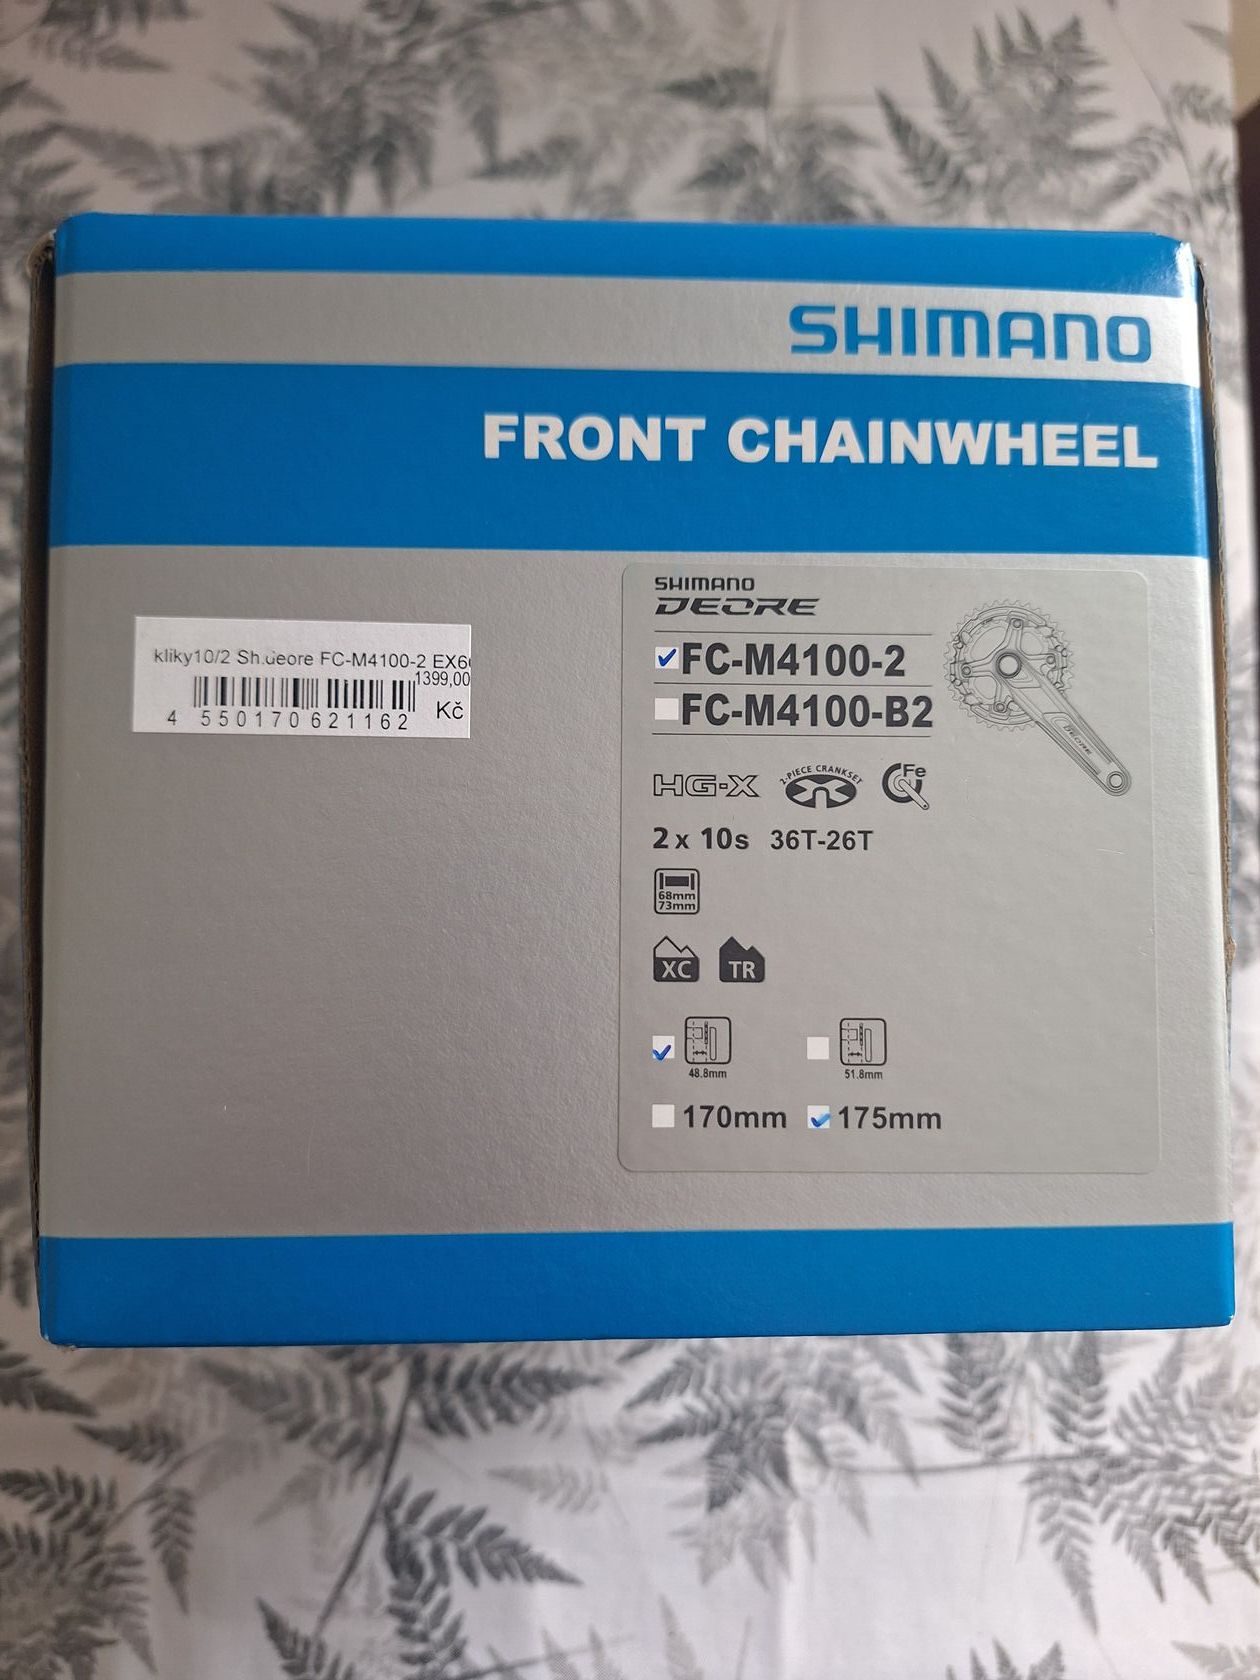 SHIMANO
FRONT CHAINWHEEL
kliky10/2 Sh.deore FC-M4100-2
1399,00
Kč
4 550170 621162
SHIMANO
DEORE
FC-M4100-2
FC-M4100-B2
HG-X
2-PIECE CRANKSET
Fe
2 x 10s 36T-26T
68mm
73mm
XC TR
48.8mm 51.8mm
170mm 175mm
DEORE